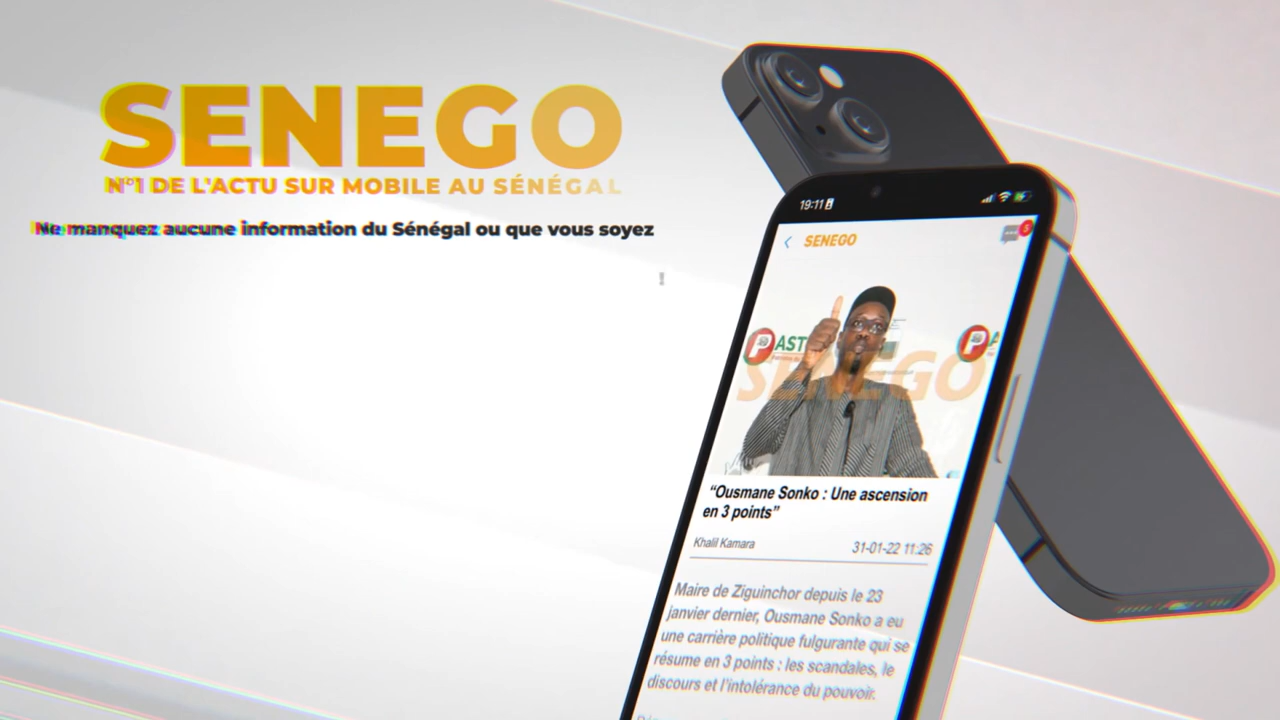 SENEGO
N°1 DE L'ACTU SUR MOBILE AU SÉNÉGAL
Ne manquez aucune information du Sénégal ou que vous soyez
!
19:11
SENEGO
5
PAST
P
SENEGO
“Ousmane Sonko : Une ascension
en 3 points”
Khalil Kamara
31-01-22 11:26
Maire de Ziguinchor depuis le 23
janvier dernier, Ousmane Sonko a eu
une carrière politique fulgurante qui se
résume en 3 points : les scandales, le
discours et l'intolérance du pouvoir.